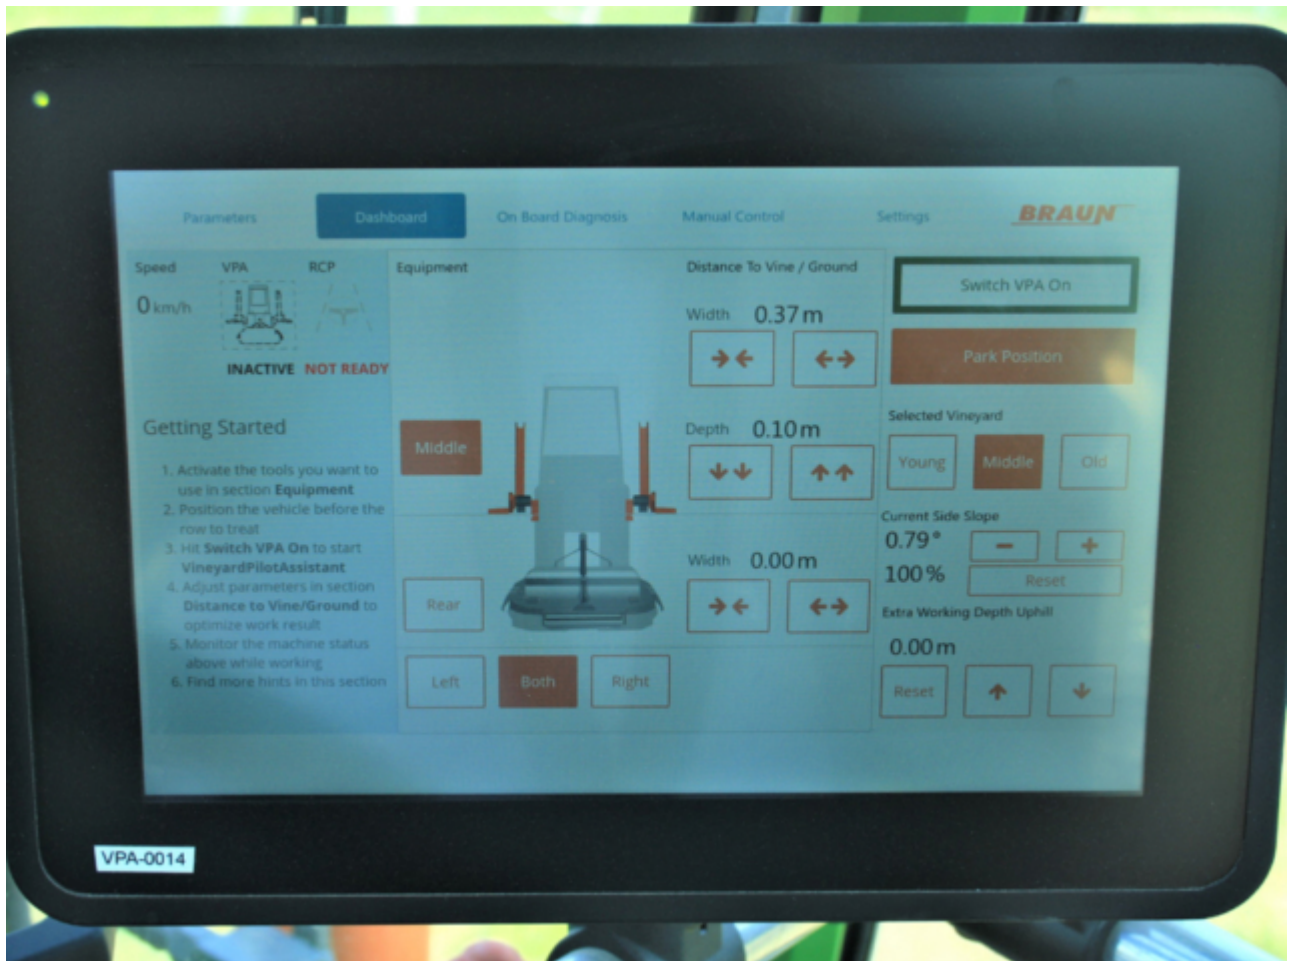 Parameters
Dashboard
On Board Diagnosis
Manual Control
Settings
BRAUN
Speed
VPA
RCP
0 km/h
INACTIVE
NOT READY
Getting Started
1. Activate the tools you want to
use in section Equipment
2. Position the vehicle before the
row to treat
3. Hit Switch VPA On to start
VineyardPilotAssistant
4. Adjust parameters in section
Distance to Vine/Ground to
optimize work result
5. Monitor the machine status
above while working
6. Find more hints in this section
Equipment
Middle
Rear
Left
Both
Right
Distance To Vine / Ground
Width 0.37 m
Depth 0.10 m
Width 0.00 m
Switch VPA On
Park Position
Selected Vineyard
Young
Middle
Old
Current Side Slope
0.79°
100 %
Reset
Extra Working Depth Uphill
0.00 m
Reset
VPA-0014